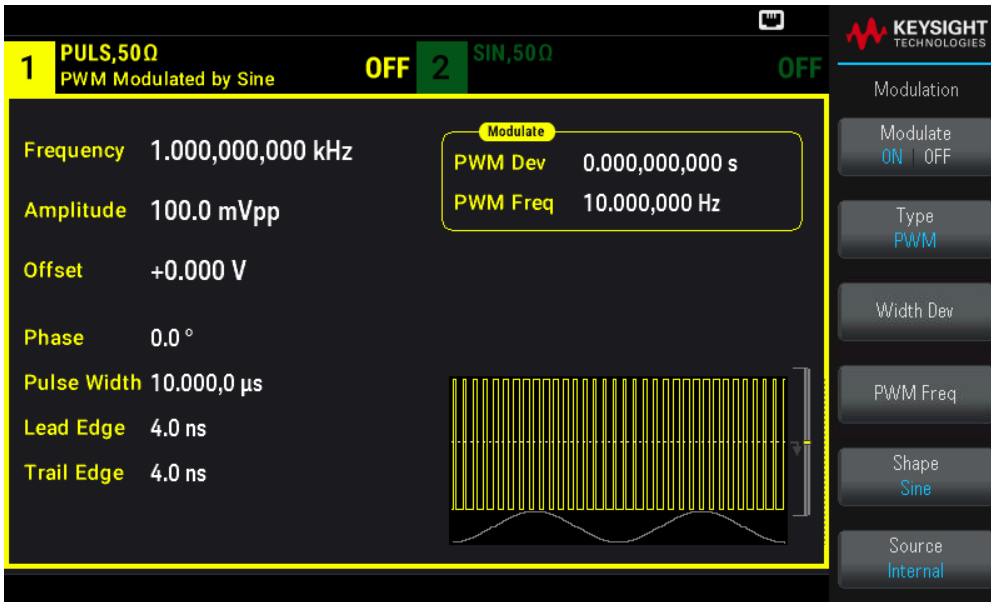 KEYSIGHT
TECHNOLOGIES
1 PULS,50Ω OFF
PWM Modulated by Sine
2 SIN,50Ω OFF
Modulation
Frequency 1.000,000,000 kHz
Amplitude 100.0 mVpp
Offset +0.000 V
Phase 0.0 °
Pulse Width 10.000,0 µs
Lead Edge 4.0 ns
Trail Edge 4.0 ns
Modulate
PWM Dev 0.000,000,000 s
PWM Freq 10.000,000 Hz
Modulate
ON | OFF
Type
PWM
Width Dev
PWM Freq
Shape
Sine
Source
Internal